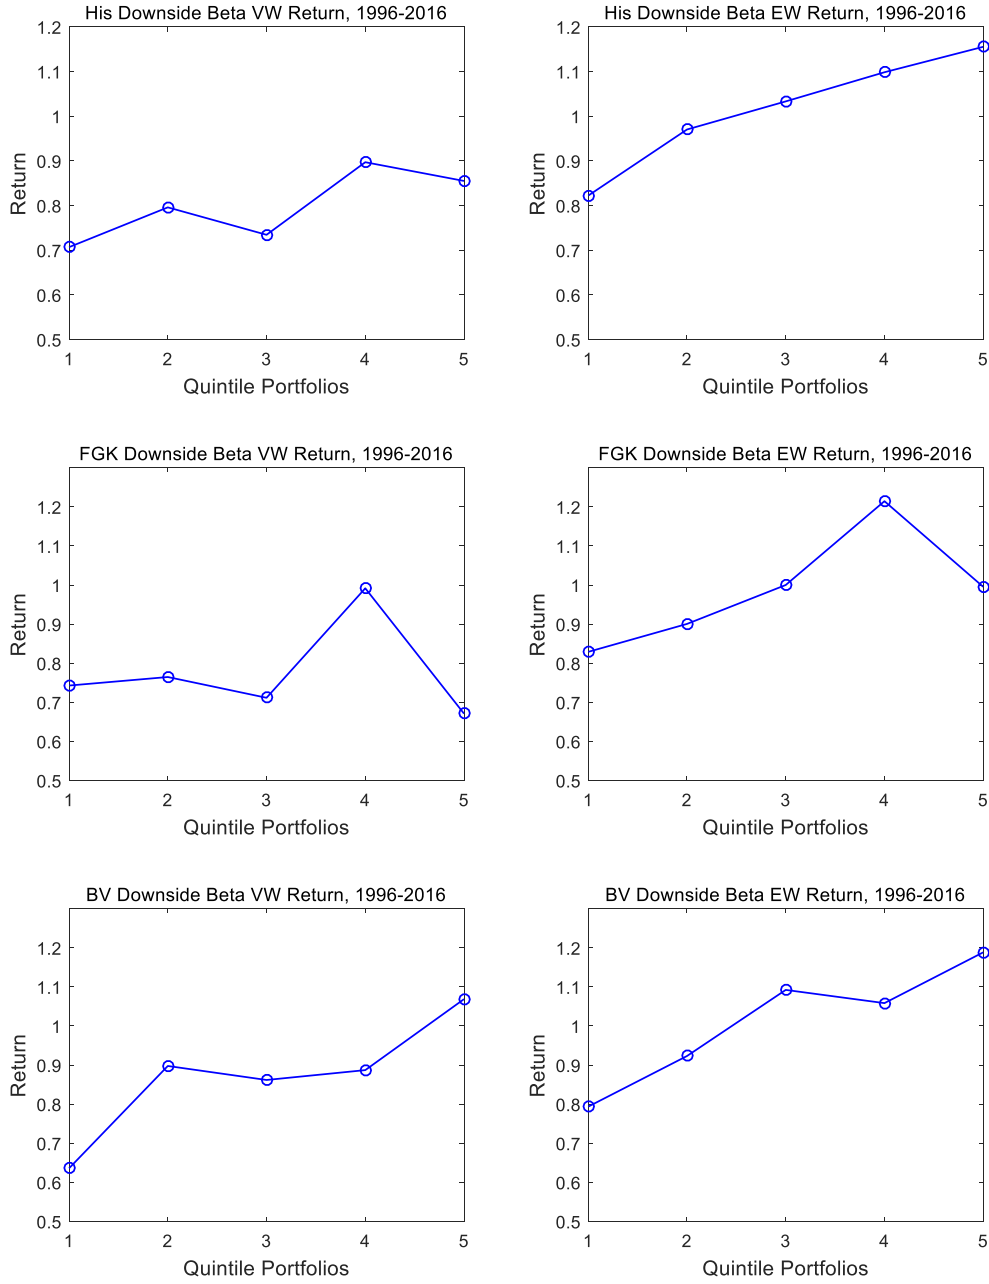 His Downside Beta VW Return, 1996-2016
1.2
1.1
1
0.9
0.8
0.7
0.6
0.5
Return
1 2 3 4 5
Quintile Portfolios
His Downside Beta EW Return, 1996-2016
1.2
1.1
1
0.9
0.8
0.7
0.6
0.5
Return
1 2 3 4 5
Quintile Portfolios
FGK Downside Beta VW Return, 1996-2016
1.2
1.1
1
0.9
0.8
0.7
0.6
0.5
Return
1 2 3 4 5
Quintile Portfolios
FGK Downside Beta EW Return, 1996-2016
1.2
1.1
1
0.9
0.8
0.7
0.6
0.5
Return
1 2 3 4 5
Quintile Portfolios
BV Downside Beta VW Return, 1996-2016
1.2
1.1
1
0.9
0.8
0.7
0.6
0.5
Return
1 2 3 4 5
Quintile Portfolios
BV Downside Beta EW Return, 1996-2016
1.2
1.1
1
0.9
0.8
0.7
0.6
0.5
Return
1 2 3 4 5
Quintile Portfolios